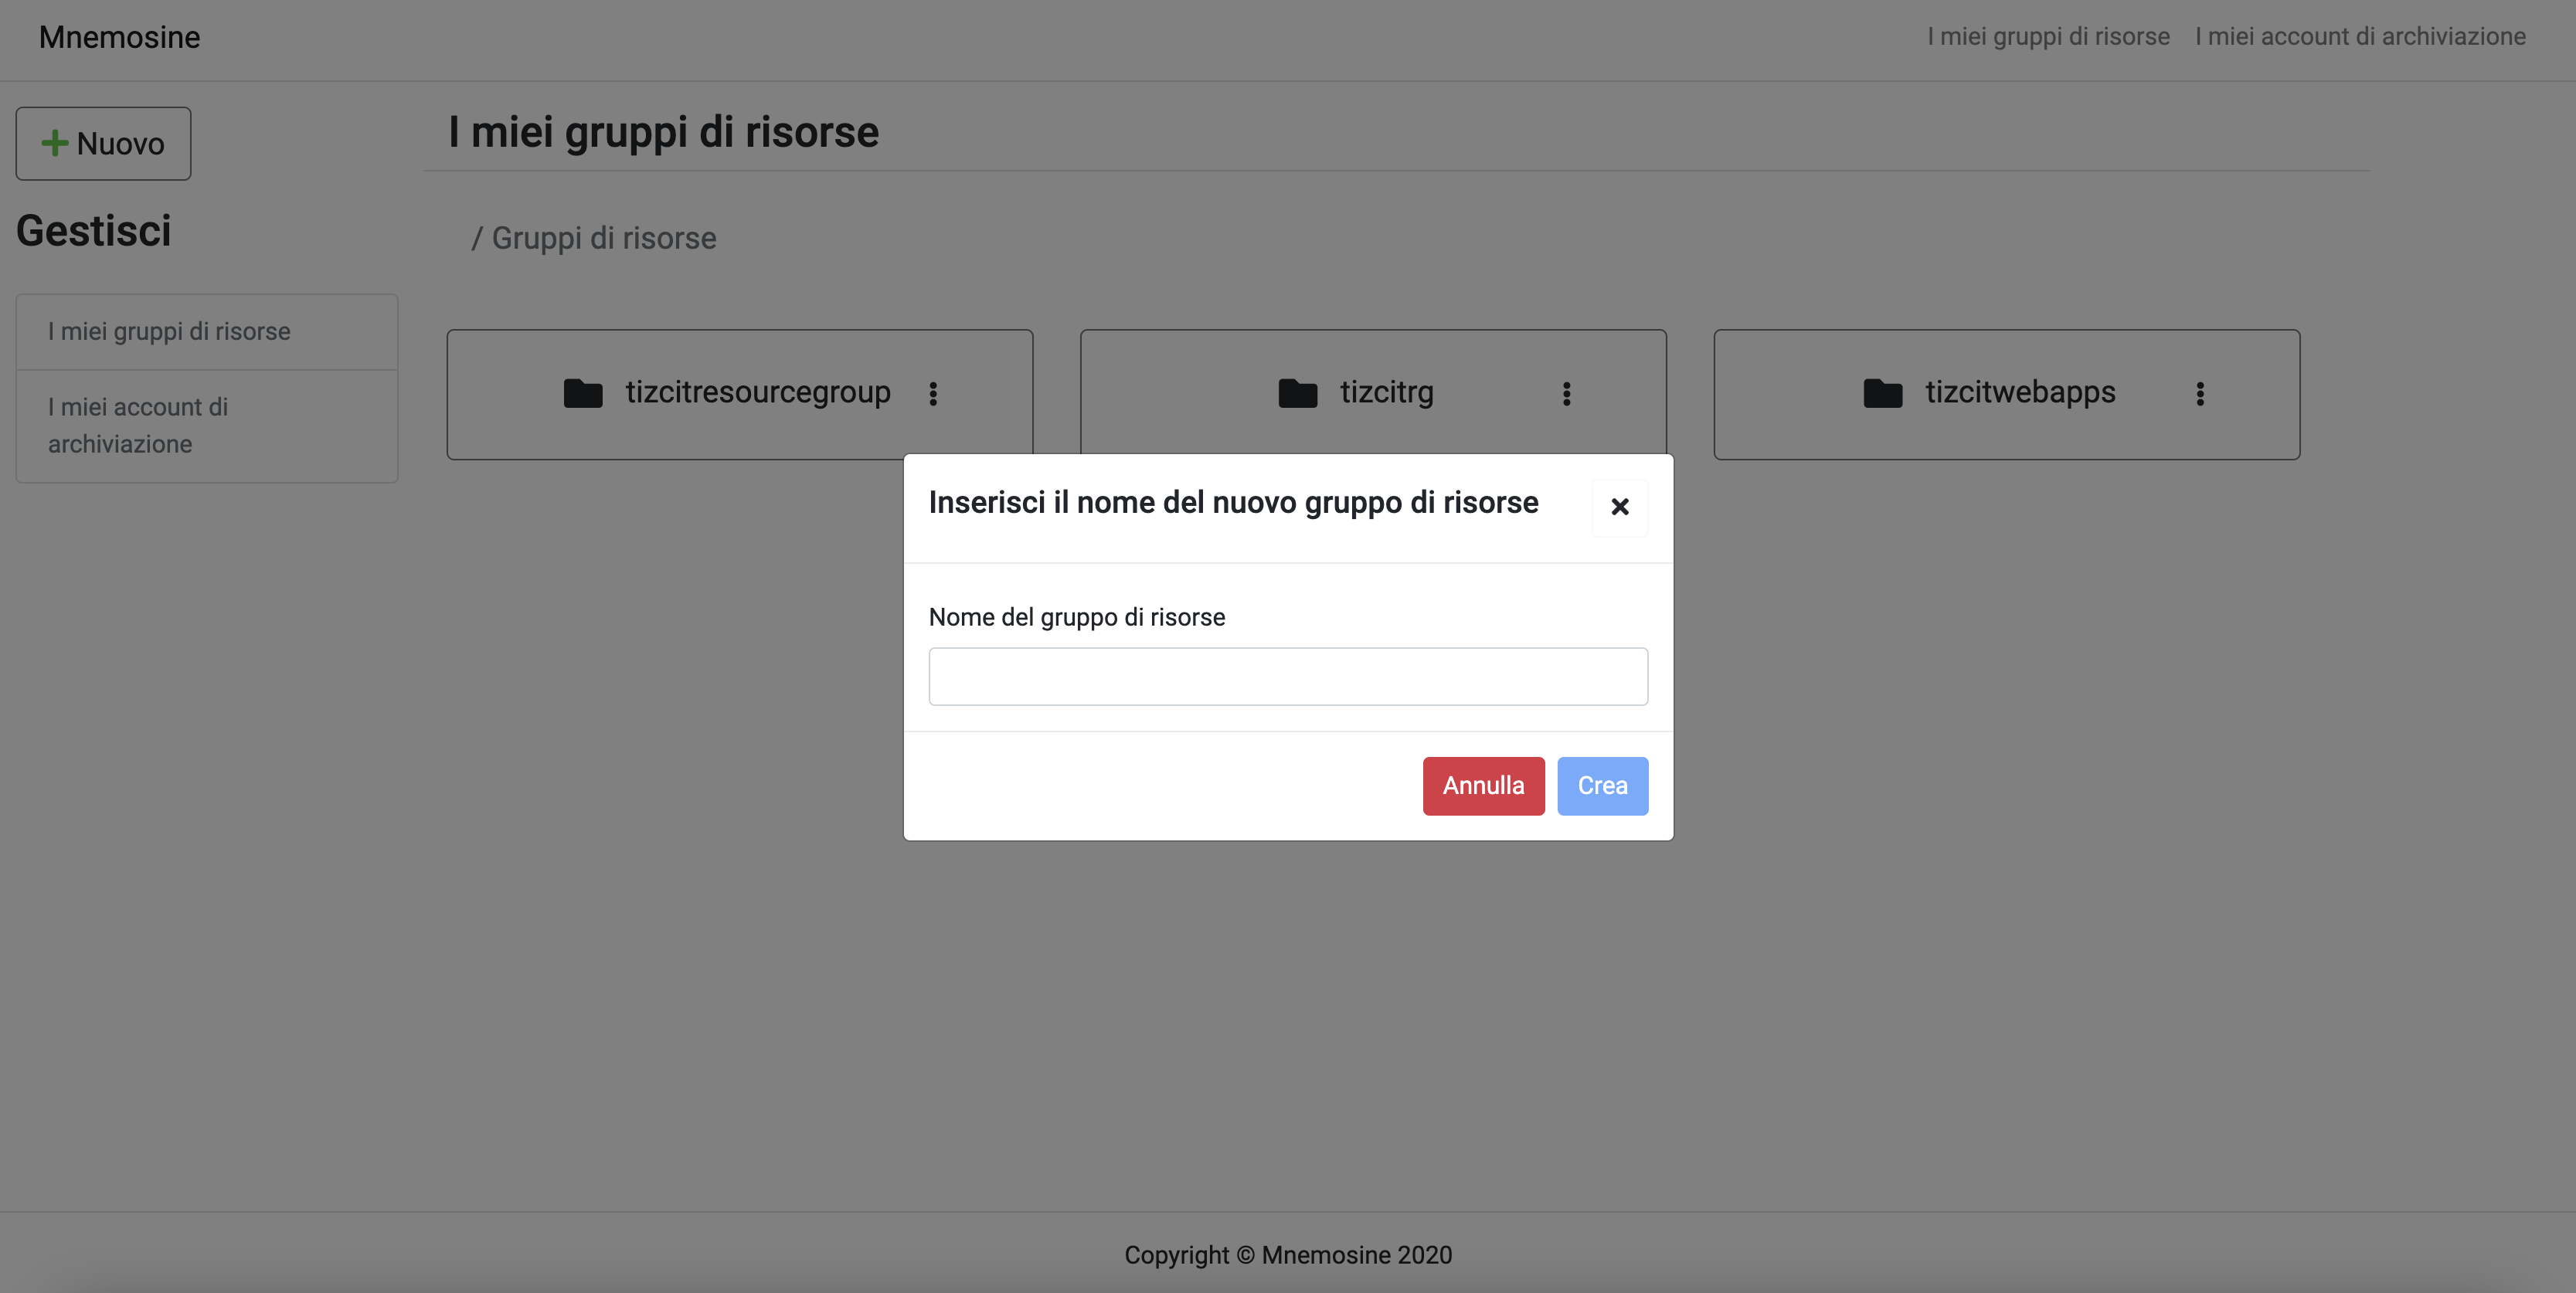 Mnemosine
I miei gruppi di risorse
I miei account di archiviazione
Nuovo
Gestisci
I miei gruppi di risorse
I miei account di
archiviazione
I miei gruppi di risorse
/ Gruppi di risorse
tizcitresourcegroup
tizcitrg
tizcitwebapps
Inserisci il nome del nuovo gruppo di risorse
Nome del gruppo di risorse
Annulla
Crea
Copyright © Mnemosine 2020